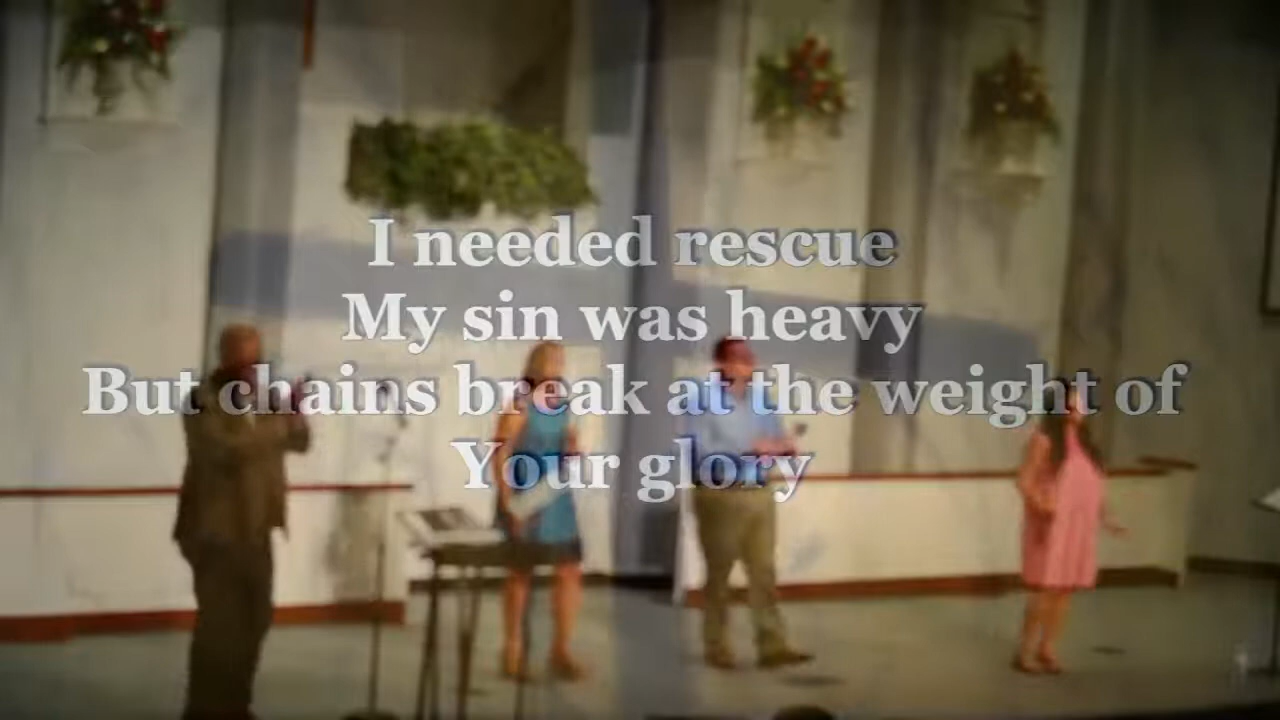 I needed rescue
My sin was heavy
But chains break at the weight of
Your glory